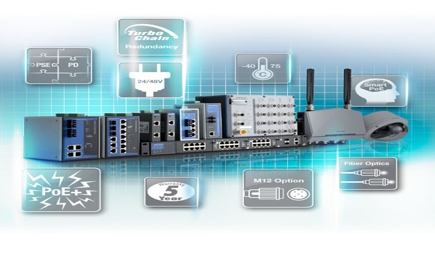 Turbo
Chain
Redundancy
PSE
PD
24/48V
-40
75
Smart
PoE
PoE+
5
Year
M12 Option
Fiber Optics